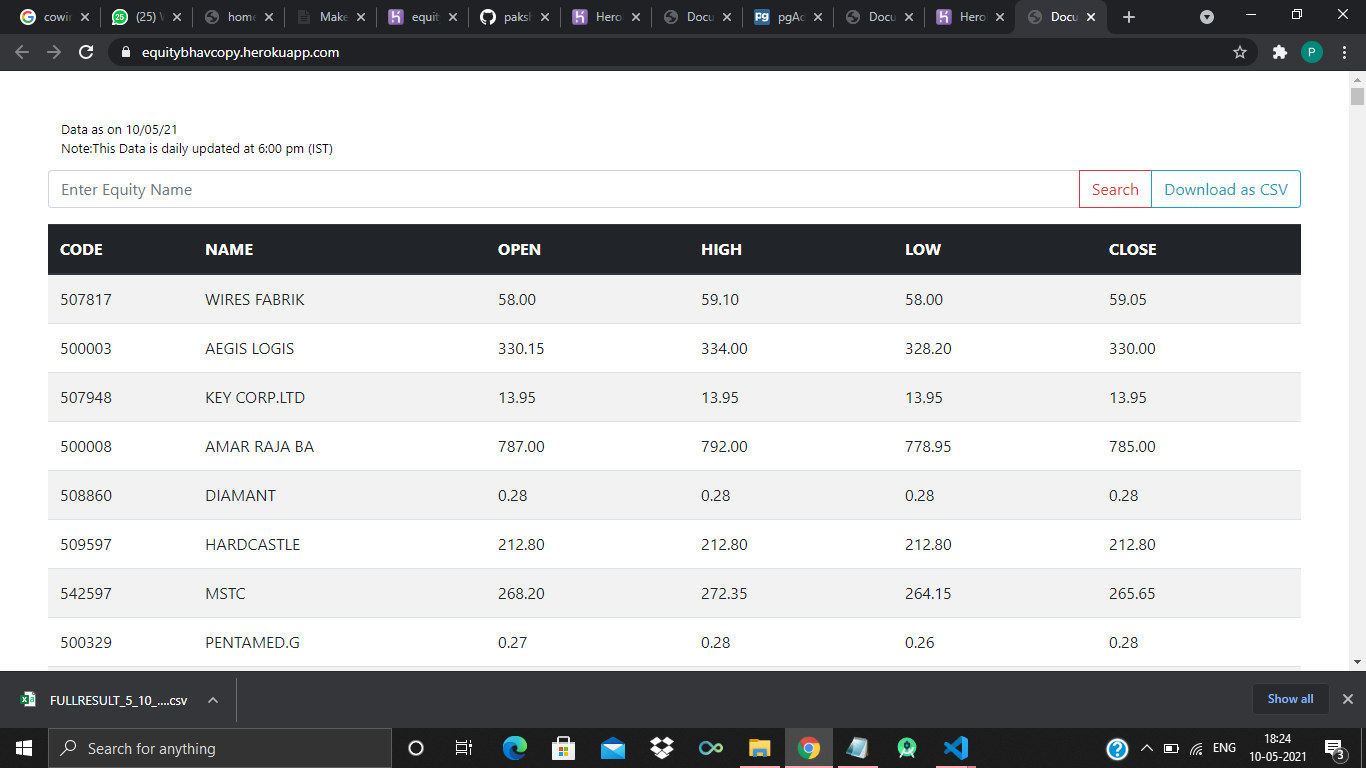 cowin
(25) W
home
Make
equit
paksh
Hero
Docu
pgAd
Docu
Hero
Docu
equitybhavcopy.herokuapp.com
P
Data as on 10/05/21
Note:This Data is daily updated at 6:00 pm (IST)
Enter Equity Name Search Download as CSV
CODE NAME OPEN HIGH LOW CLOSE
507817 WIRES FABRIK 58.00 59.10 58.00 59.05
500003 AEGIS LOGIS 330.15 334.00 328.20 330.00
507948 KEY CORP.LTD 13.95 13.95 13.95 13.95
500008 AMAR RAJA BA 787.00 792.00 778.95 785.00
508860 DIAMANT 0.28 0.28 0.28 0.28
509597 HARDCASTLE 212.80 212.80 212.80 212.80
542597 MSTC 268.20 272.35 264.15 265.65
500329 PENTAMED.G 0.27 0.28 0.26 0.28
FULLRESULT_5_10_....csv Show all
Search for anything
ENG
18:24
10-05-2021
3